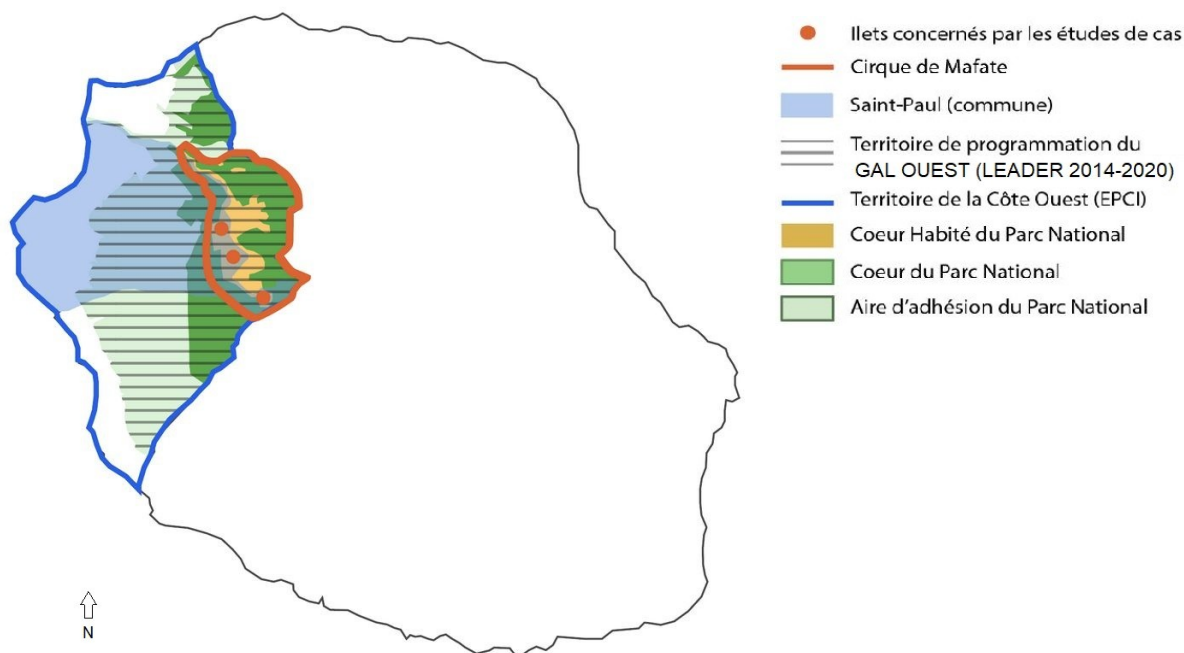 Ilets concernés par les études de cas
Cirque de Mafate
Saint-Paul (commune)
Territoire de programmation du
GAL OUEST (LEADER 2014-2020)
Territoire de la Côte Ouest (EPCI)
Coeur Habité du Parc National
Coeur du Parc National
Aire d'adhésion du Parc National
N